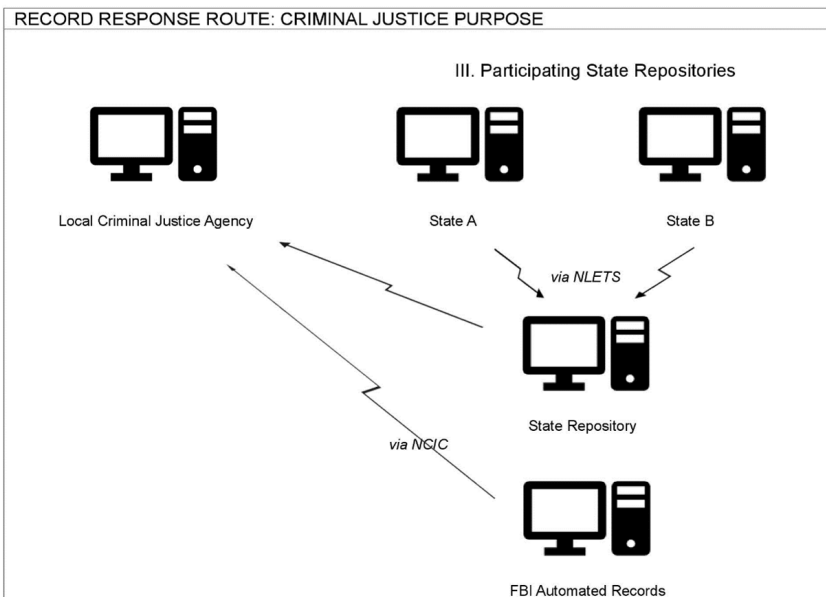 RECORD RESPONSE ROUTE: CRIMINAL JUSTICE PURPOSE
III. Participating State Repositories
Local Criminal Justice Agency
State A
State B
via NLETS
State Repository
via NCIC
FBI Automated Records